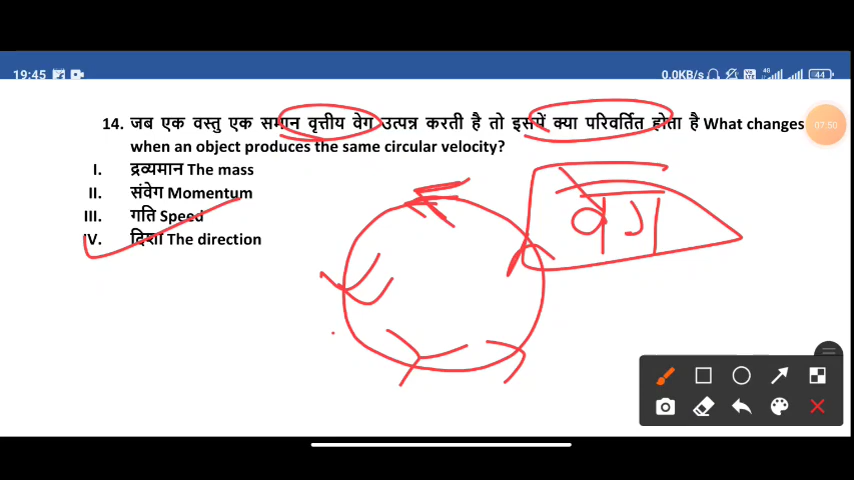 19:45 0.0KB/s 4G 44
14. जब एक वस्तु एक समान वृत्तीय वेग उत्पन्न करती है तो इसमें क्या परिवर्तित होता है What changes
07:50
when an object produces the same circular velocity?
I. द्रव्यमान The mass
II. संवेग Momentum
वेग
III. गति Speed
IV. दिशा The direction